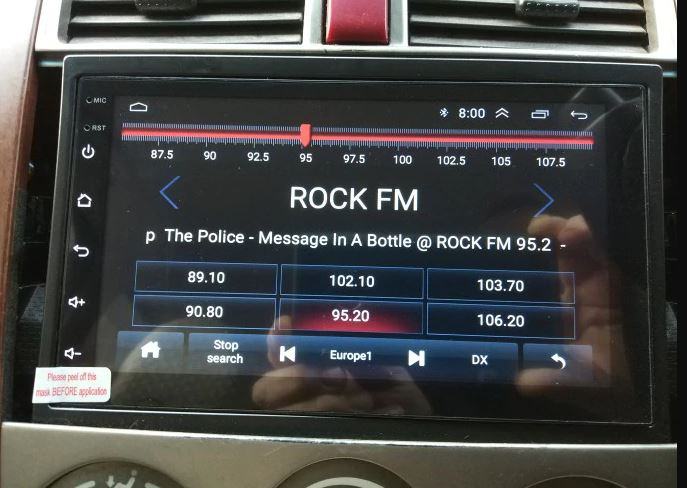 MIC
8:00
RST
87.5 90 92.5 95 97.5 100 102.5 105 107.5
ROCK FM
p The Police - Message In A Bottle @ ROCK FM 95.2 -
89.10 102.10 103.70
90.80 95.20 106.20
Stop search
Europe1
DX
Please peel off this
mask BEFORE application